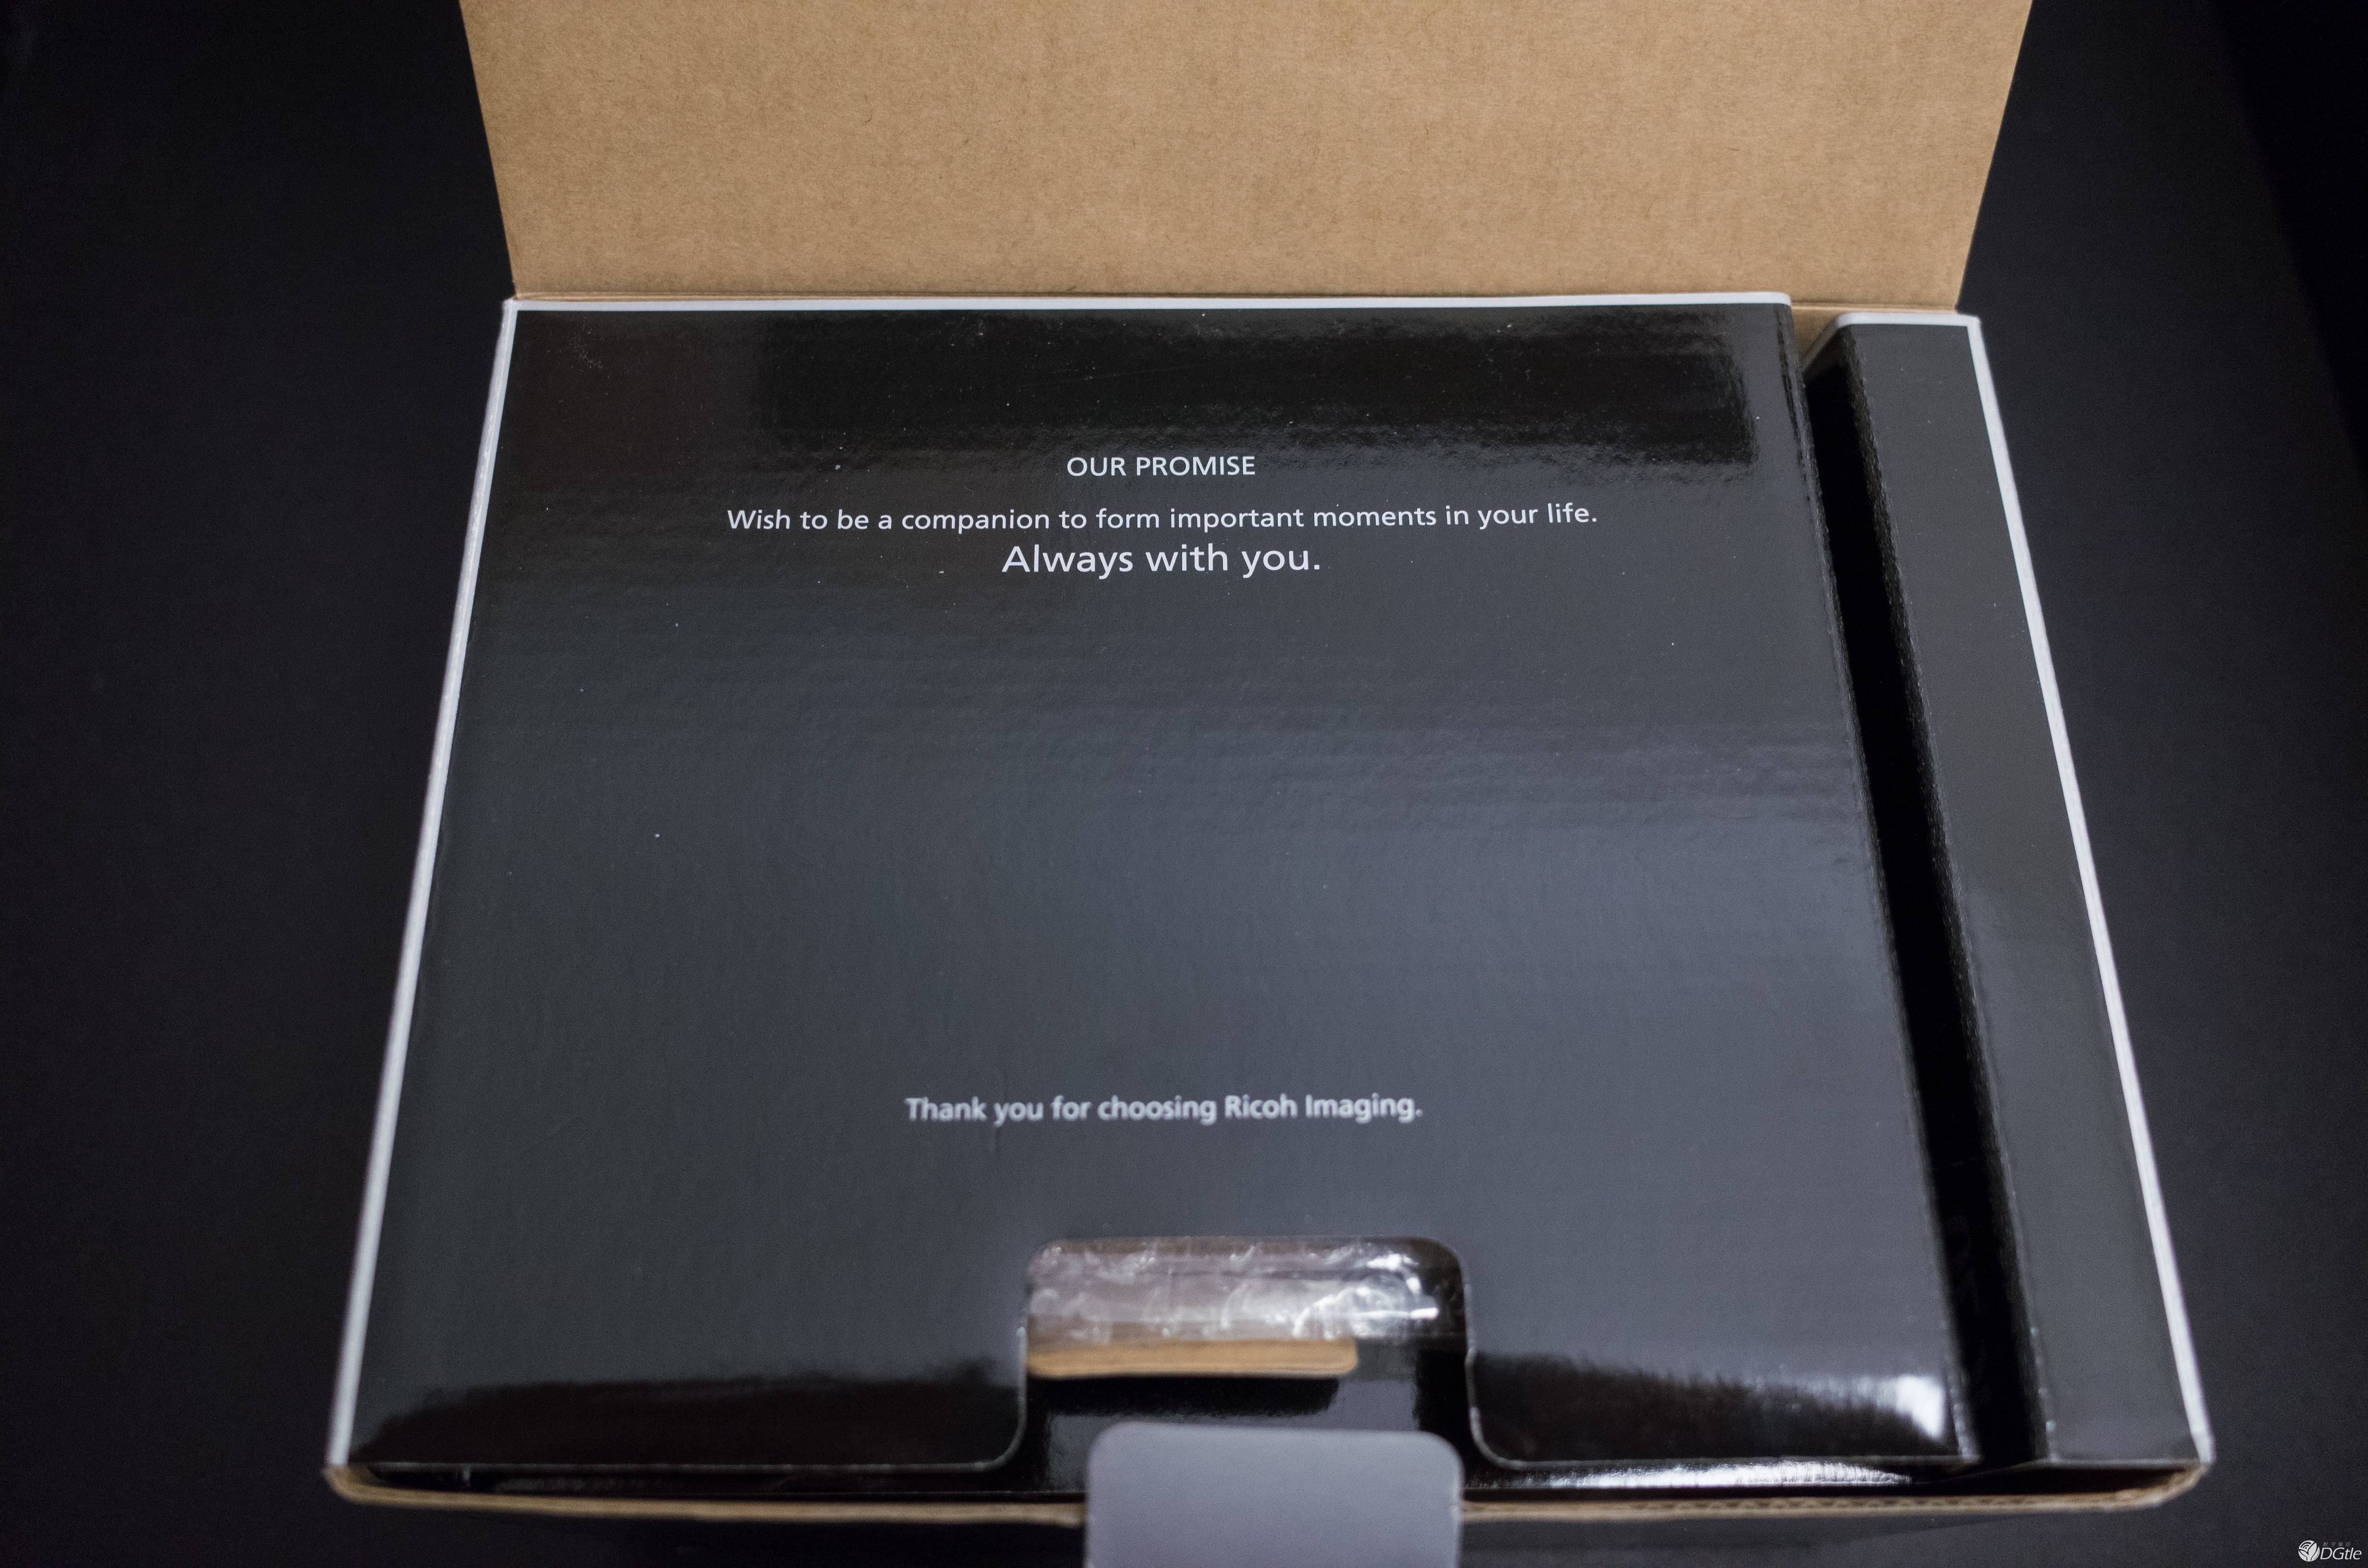 OUR PROMISE
Wish to be a companion to form important moments in your life.
Always with you.
Thank you for choosing Ricoh Imaging.
DGtle